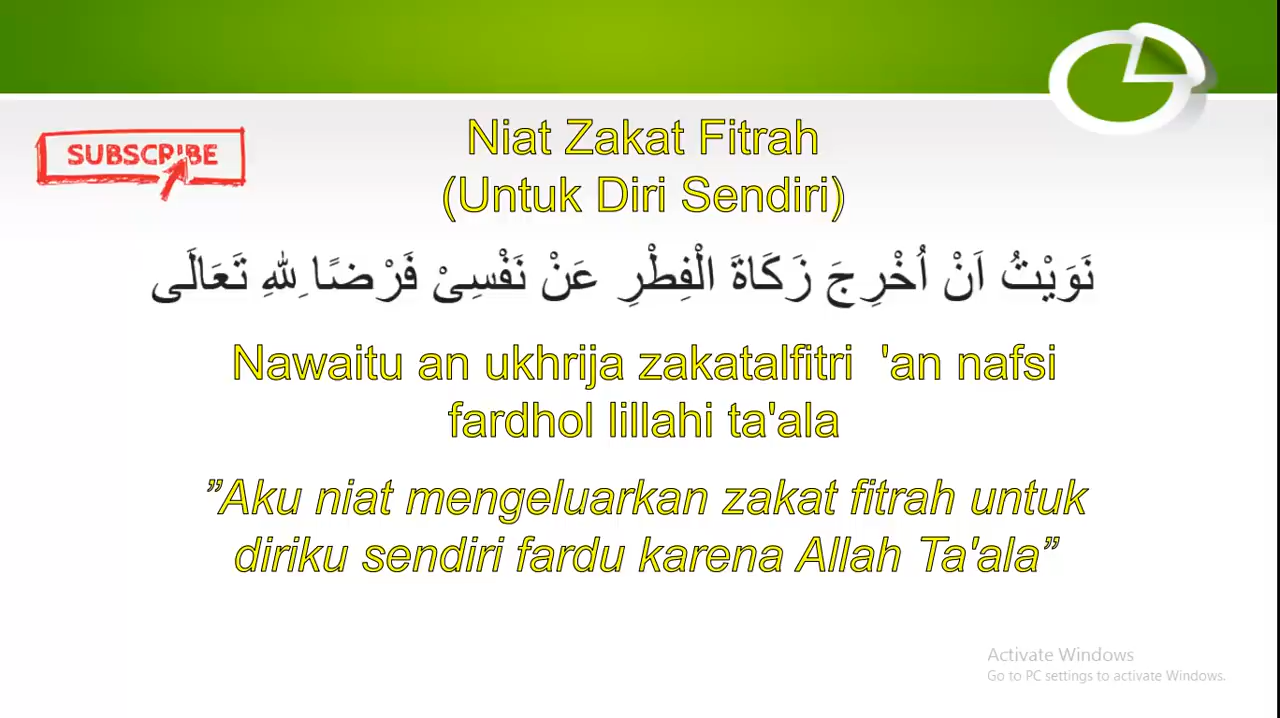 SUBSCRIBE
Niat Zakat Fitrah
(Untuk Diri Sendiri)
نَوَيْتُ اَنْ اُخْرِجَ زَكَاةَ الْفِطْرِ عَنْ نَفْسِىْ فَرْضًا ِللهِ تَعَالَى
Nawaitu an ukhrija zakatalfitri 'an nafsi
fardhol lillahi ta'ala
”Aku niat mengeluarkan zakat fitrah untuk
diriku sendiri fardu karena Allah Ta'ala”
Activate Windows
Go to PC settings to activate Windows.